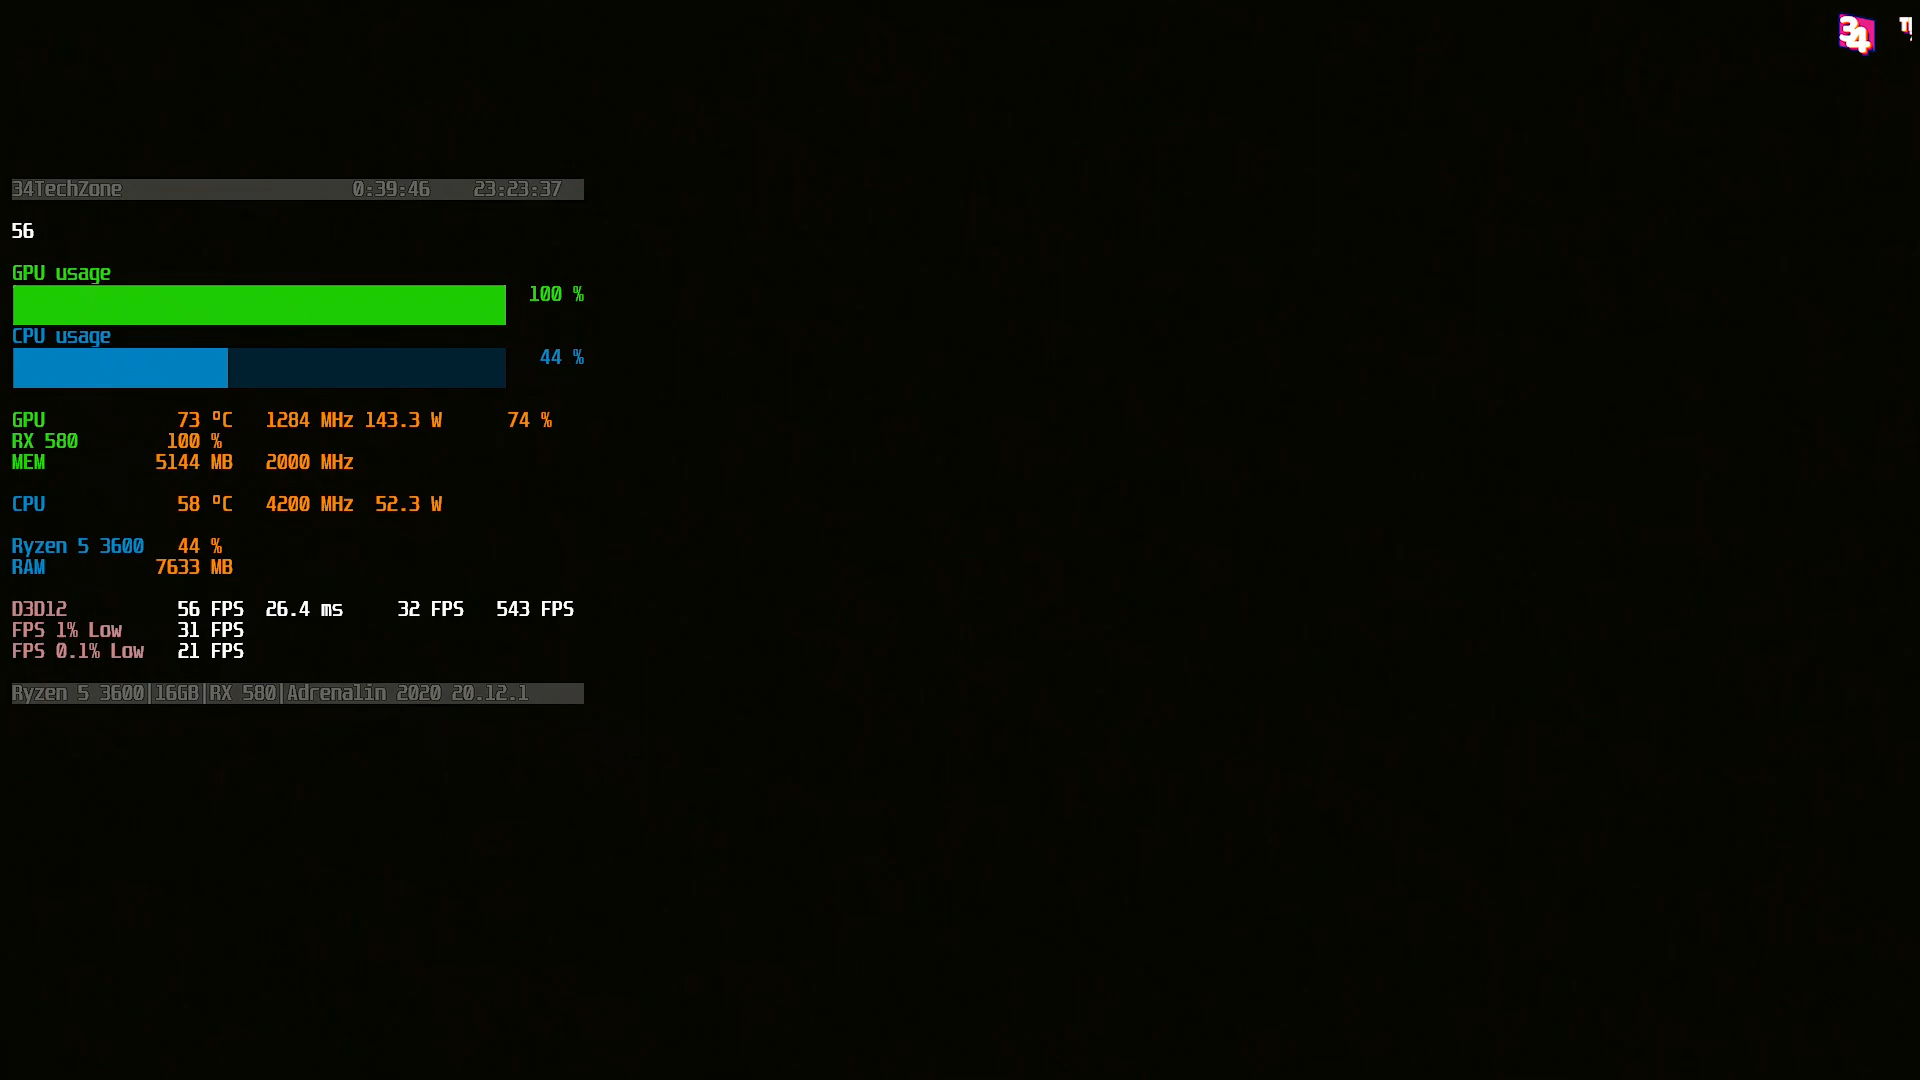 34
34TechZone 0:39:46 23:23:37
56
GPU usage
100 %
CPU usage
44 %
GPU 73 °C 1284 MHz 143.3 W 74 %
RX 580 100 %
MEM 5144 MB 2000 MHz
CPU 58 °C 4200 MHz 52.3 W
Ryzen 5 3600 44 %
RAM 7633 MB
D3D12 56 FPS 26.4 ms 32 FPS 543 FPS
FPS 1% Low 31 FPS
FPS 0.1% Low 21 FPS
Ryzen 5 3600|16GB|RX 580|Adrenalin 2020 20.12.1